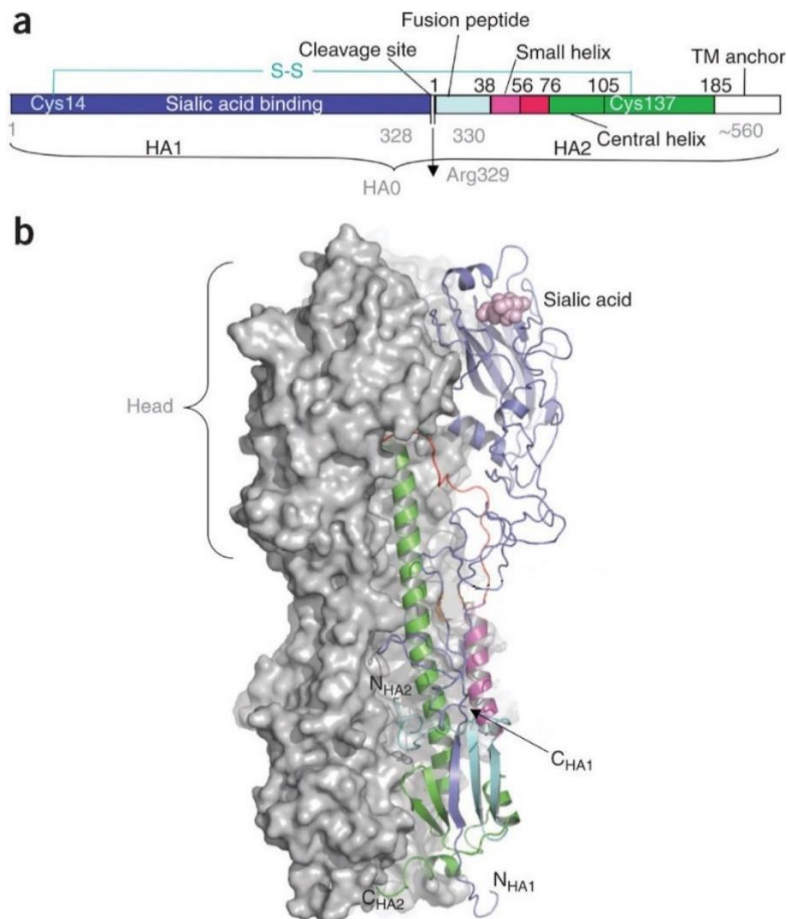 a
Fusion peptide
Cleavage site
Small helix
TM anchor
S-S
1 38 56 76 105 185
Cys14 Sialic acid binding Cys137
1 328 330 Central helix ~560
HA1 HA2
HA0 Arg329
b
Sialic acid
Head
NHA2
CHA1
NHA1
CHA2